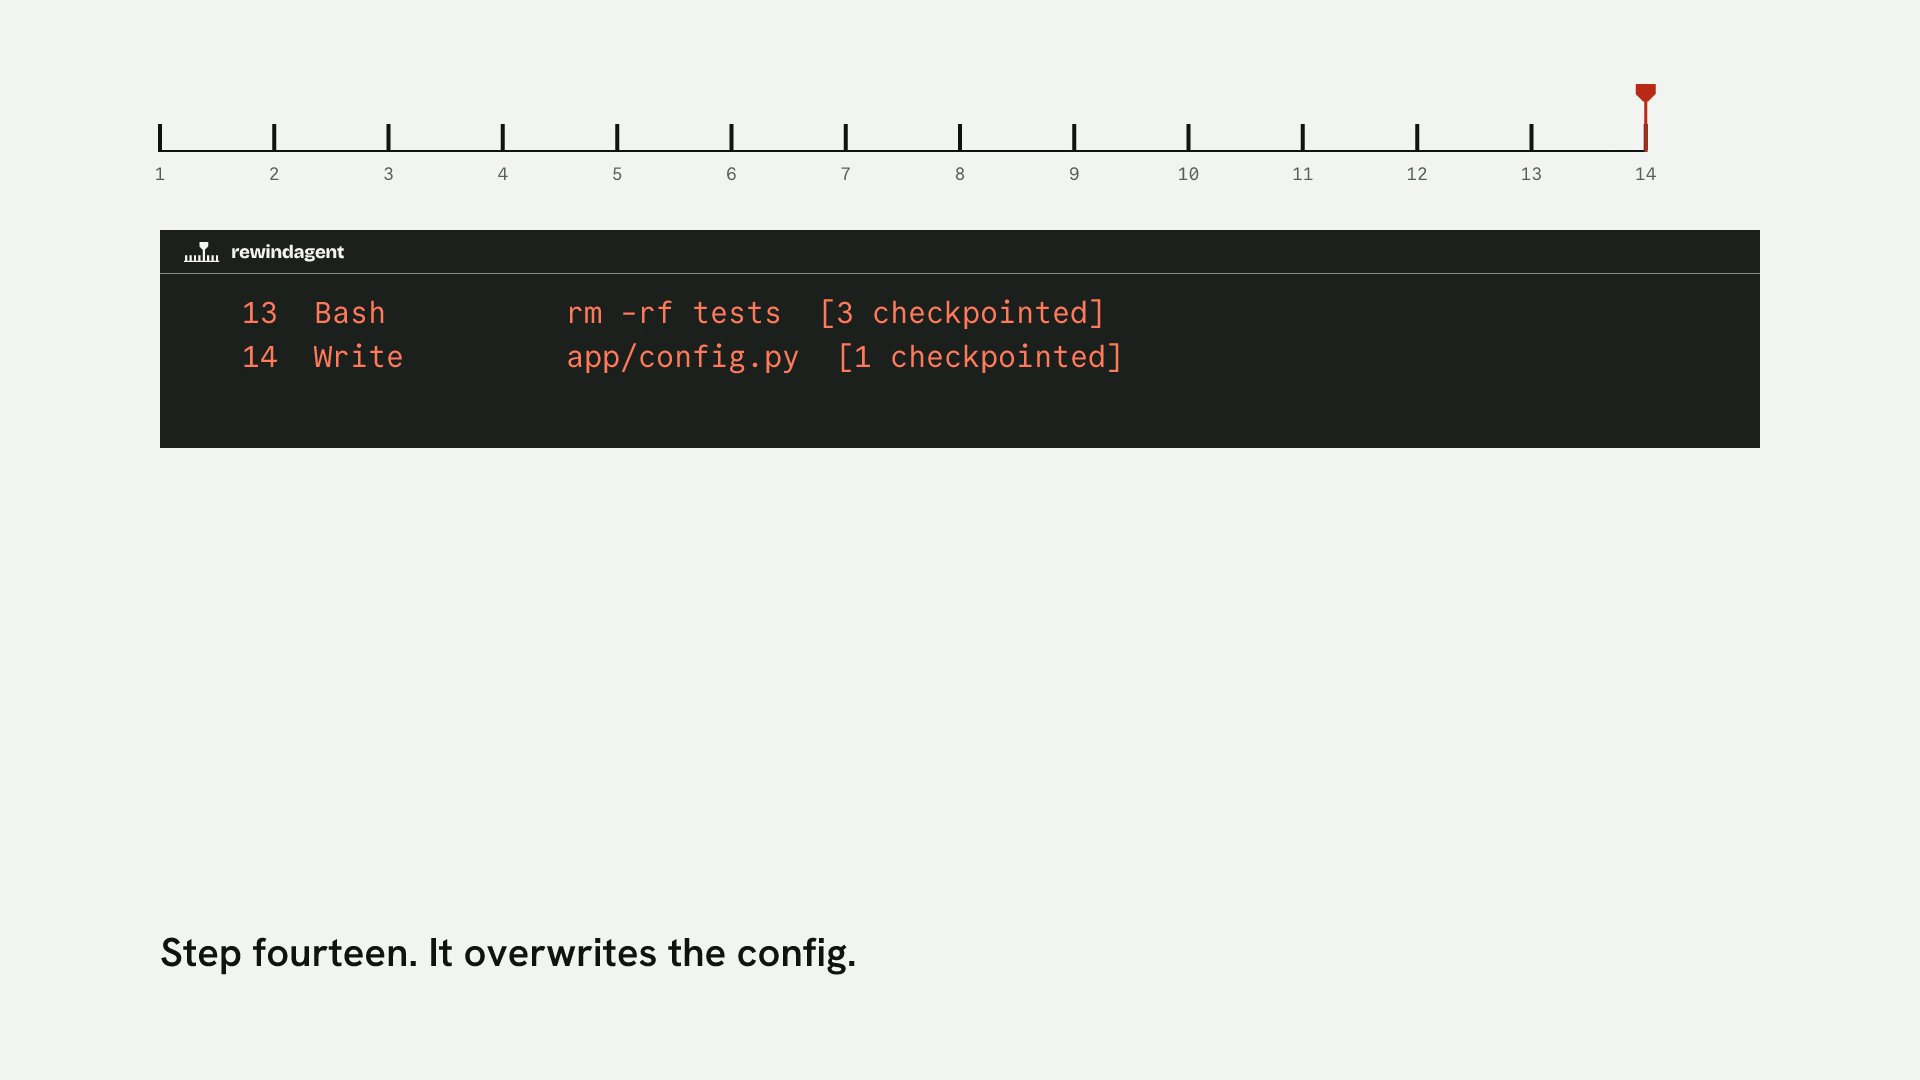 1 2 3 4 5 6 7 8 9 10 11 12 13 14
rewindagent
13 Bash rm -rf tests [3 checkpointed]
14 Write app/config.py [1 checkpointed]
Step fourteen. It overwrites the config.